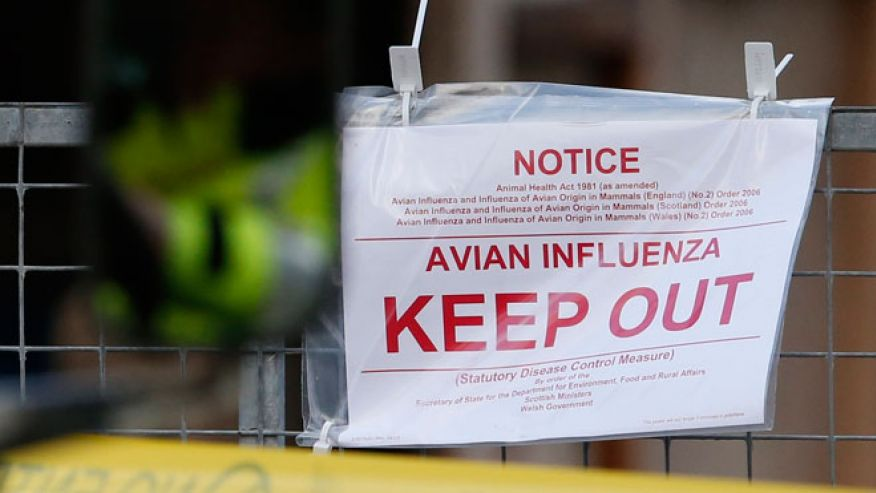 NOTICE
Animal Health Act 1981 (as amended)
Avian Influenza and Influenza of Avian Origin in Mammals (England) (No.2) Order 2006
Avian Influenza and Influenza of Avian Origin in Mammals (Scotland) Order 2006
Avian Influenza and Influenza of Avian Origin in Mammals (Wales) (No.2) Order 2006
AVIAN INFLUENZA
KEEP OUT
(Statutory Disease Control Measure)
By order of the
Secretary of State for the Department for Environment, Food and Rural Affairs
Scottish Ministers
Welsh Government